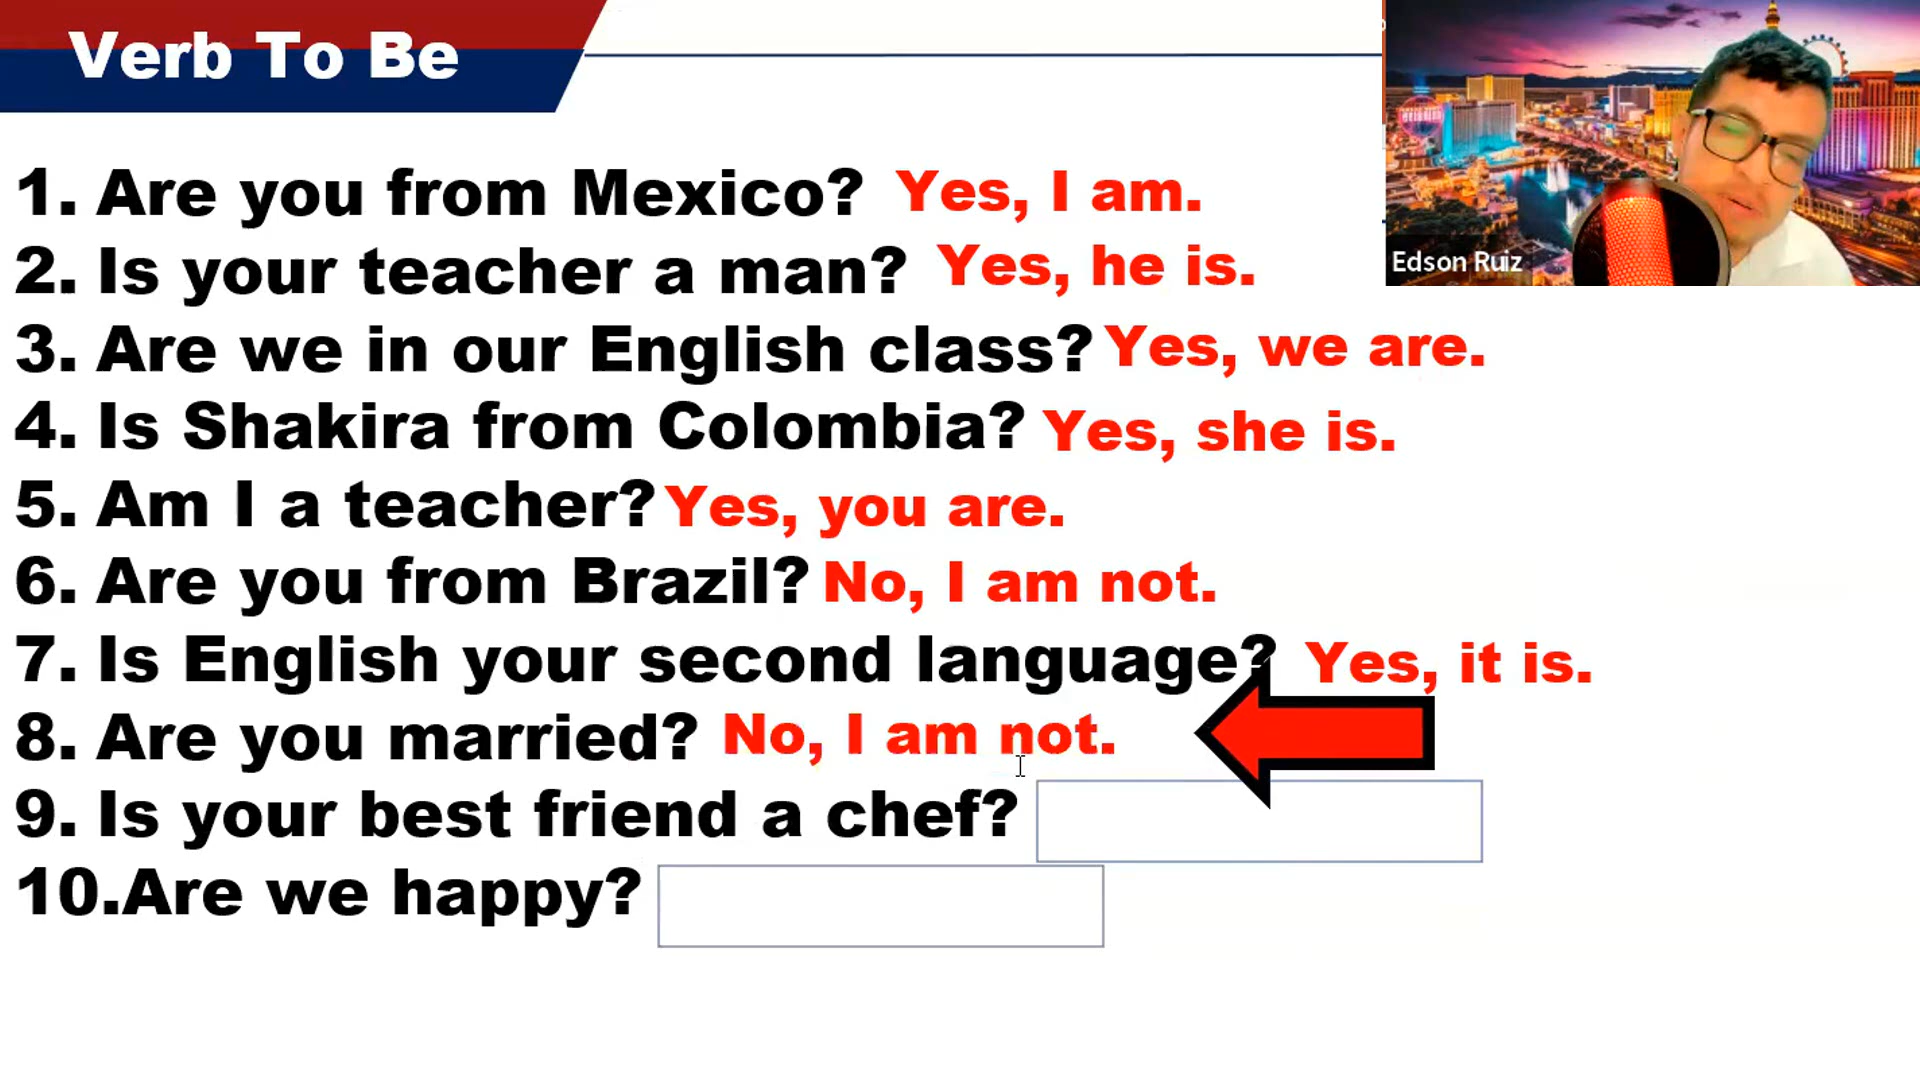 Verb To Be
1. Are you from Mexico? Yes, I am.
2. Is your teacher a man? Yes, he is.
3. Are we in our English class? Yes, we are.
4. Is Shakira from Colombia? Yes, she is.
5. Am I a teacher? Yes, you are.
6. Are you from Brazil? No, I am not.
7. Is English your second language? Yes, it is.
8. Are you married? No, I am not.
9. Is your best friend a chef?
10.Are we happy?
Edson Ruiz